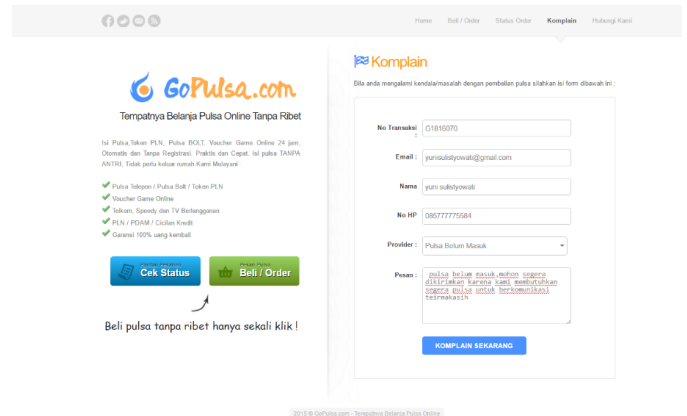 Home Beli / Order Status Order Komplain Hubungi Kami
GoPulsa.com
Tempatnya Belanja Pulsa Online Tanpa Ribet
Isi Pulsa,Token PLN, Pulsa BOLT, Voucher Game Online 24 jam,
Otomatis dan Tanpa Registrasi. Praktis dan Cepat. Isi pulsa TANPA
ANTRI, Tidak perlu keluar rumah.Kami Melayani :
Pulsa Telepon / Pulsa Bolt / Token PLN
Voucher Game Online
Telkom, Speedy dan TV Berlangganan
PLN / PDAM / Cicilan Kredit
Garansi 100% uang kembali
Cek Status
Beli / Order
Beli pulsa tanpa ribet hanya sekali klik !
Komplain
Bila anda mengalami kendala/masalah dengan pembelian pulsa silahkan isi form dibawah ini :
No Transaksi : G1816070
Email : yunsulistyowati@gmail.com
Nama yuni sulistyowati
No HP 085777775584
Provider : Pulsa Belum Masuk
Pesan : pulsa belum masuk,mohon segera
dikirimkan karena kami membutuhkan
segera pulsa untuk berkomunikasi
teirmakasih
KOMPLAIN SEKARANG
2015 © GoPulsa.com - Tempatnya Belanja Pulsa Online